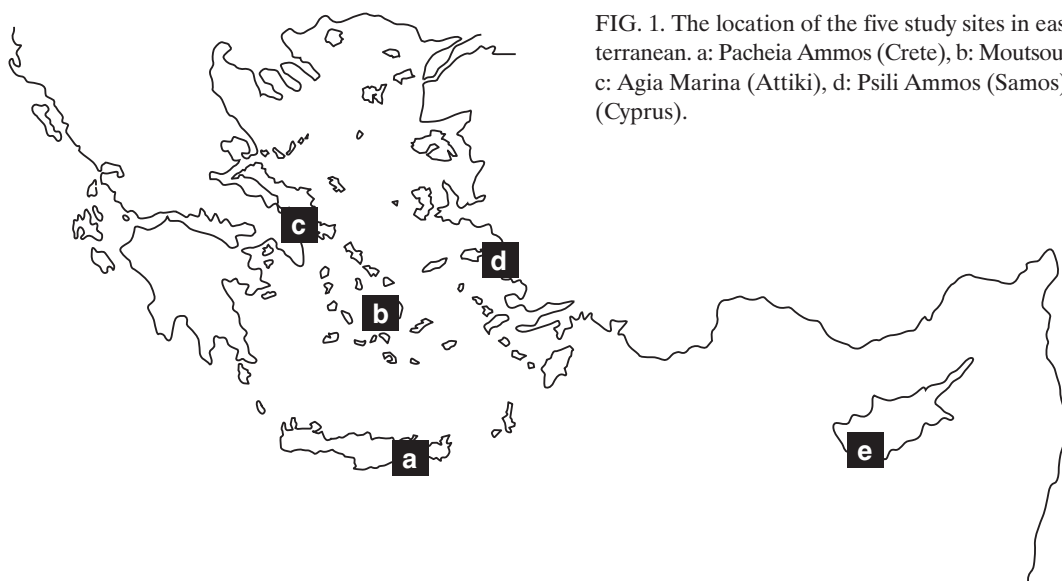 FIG. 1. The location of the five study sites in eas
terranean. a: Pacheia Ammos (Crete), b: Moutsou
c: Agia Marina (Attiki), d: Psili Ammos (Samos)
(Cyprus).
c
d
b
a
e